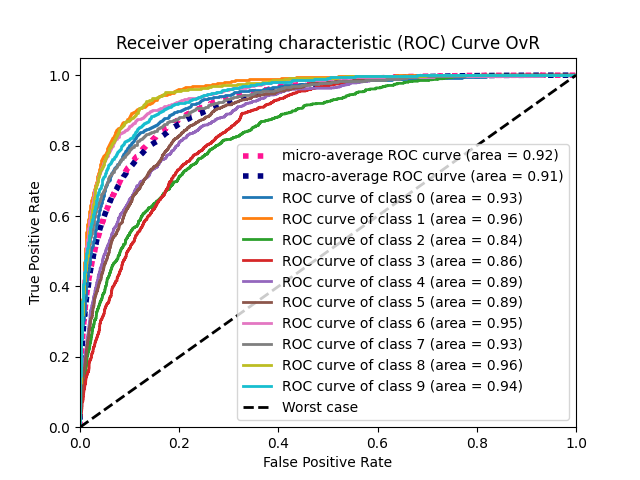 Receiver operating characteristic (ROC) Curve OvR
1.0
0.8
0.6
0.4
0.2
0.0
True Positive Rate
micro-average ROC curve (area = 0.92)
macro-average ROC curve (area = 0.91)
ROC curve of class 0 (area = 0.93)
ROC curve of class 1 (area = 0.96)
ROC curve of class 2 (area = 0.84)
ROC curve of class 3 (area = 0.86)
ROC curve of class 4 (area = 0.89)
ROC curve of class 5 (area = 0.89)
ROC curve of class 6 (area = 0.95)
ROC curve of class 7 (area = 0.93)
ROC curve of class 8 (area = 0.96)
ROC curve of class 9 (area = 0.94)
Worst case
0.0 0.2 0.4 0.6 0.8 1.0
False Positive Rate